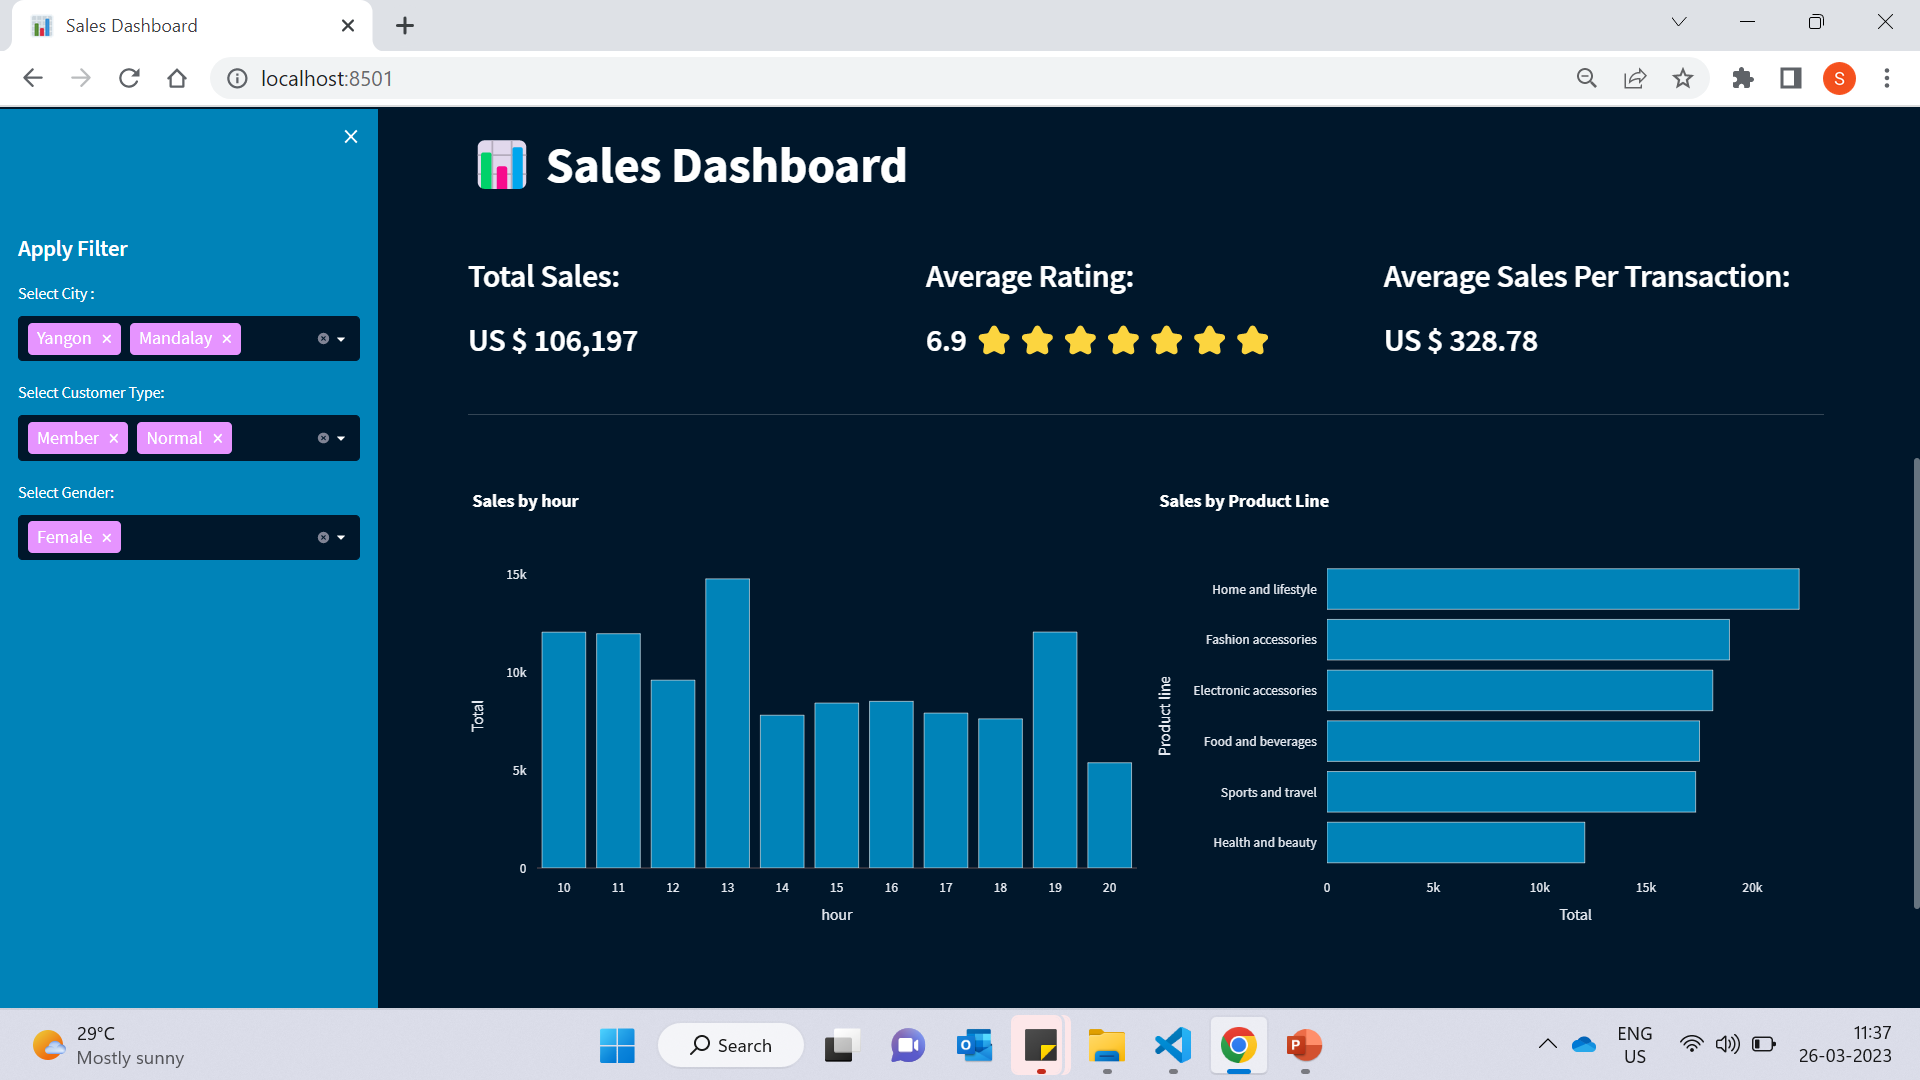 Sales Dashboard
localhost:8501
S
Sales Dashboard
Apply Filter
Select City :
Yangon
Mandalay
Select Customer Type:
Member
Normal
Select Gender:
Female
Total Sales:
US $ 106,197
Average Rating:
6.9
Average Sales Per Transaction:
US $ 328.78
Sales by hour
15k
10k
5k
0
Total
10 11 12 13 14 15 16 17 18 19 20
hour
Sales by Product Line
Product line
Home and lifestyle
Fashion accessories
Electronic accessories
Food and beverages
Sports and travel
Health and beauty
0 5k 10k 15k 20k
Total
29°C
Mostly sunny
Search
O
P
ENG
US
11:37
26-03-2023